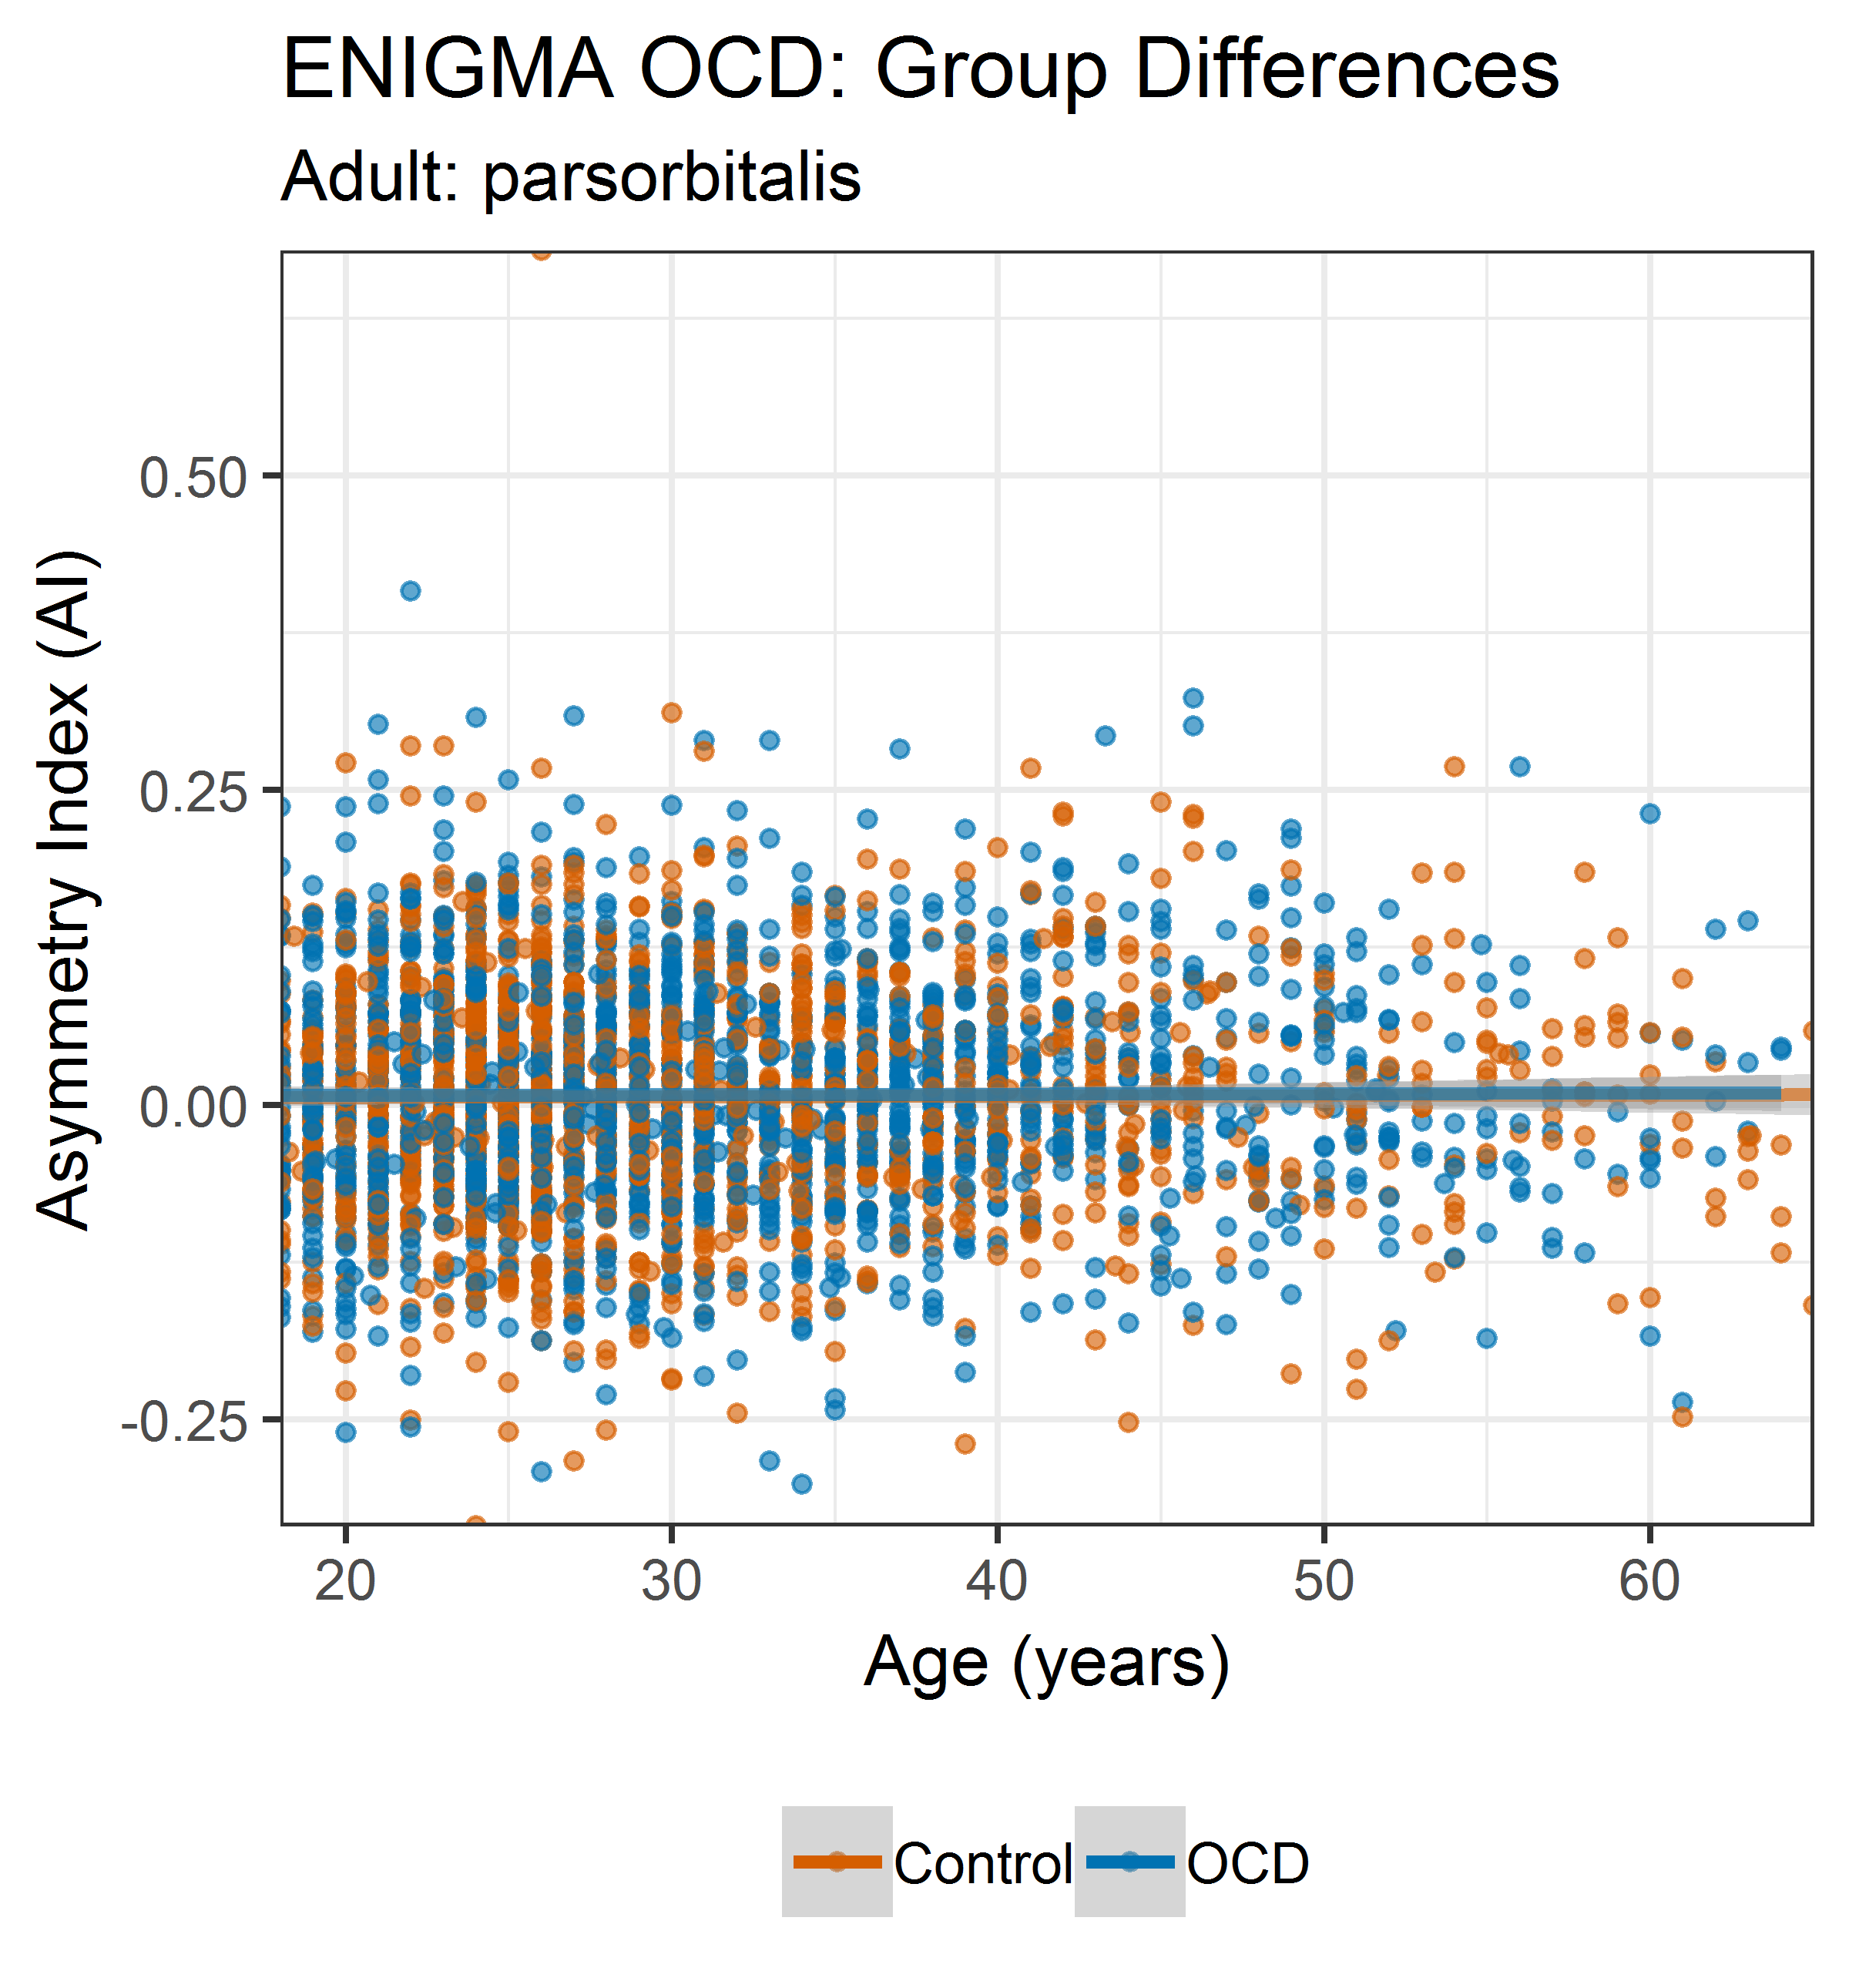 ENIGMA OCD: Group Differences
Adult: parsorbitalis
Asymmetry Index (AI)
0.50
0.25
0.00
-0.25
20 30 40 50 60
Age (years)
Control OCD